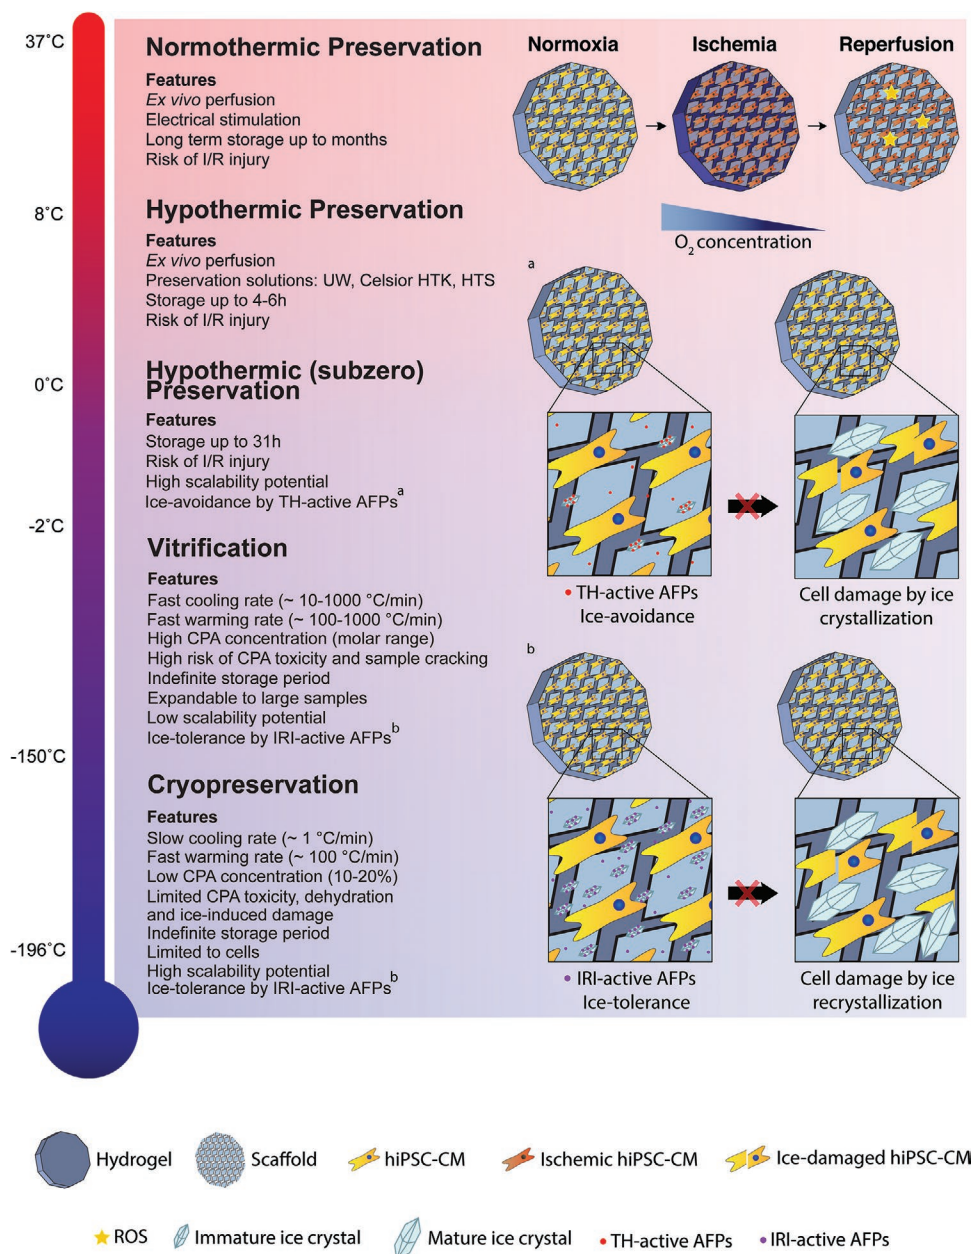 37˚C
Normothermic Preservation
Features
Ex vivo perfusion
Electrical stimulation
Long term storage up to months
Risk of I/R injury
Normoxia
Ischemia
Reperfusion
O2 concentration
8˚C
Hypothermic Preservation
Features
Ex vivo perfusion
Preservation solutions: UW, Celsior HTK, HTS
Storage up to 4-6h
Risk of I/R injury
0˚C
Hypothermic (subzero)
Preservation
Features
Storage up to 31h
Risk of I/R injury
High scalability potential
Ice-avoidance by TH-active AFPsa
-2˚C
a
TH-active AFPs
Ice-avoidance
Cell damage by ice
crystallization
Vitrification
Features
Fast cooling rate (~ 10-1000 °C/min)
Fast warming rate (~ 100-1000 °C/min)
High CPA concentration (molar range)
High risk of CPA toxicity and sample cracking
Indefinite storage period
Expandable to large samples
Low scalability potential
Ice-tolerance by IRI-active AFPsb
-150˚C
b
Cryopreservation
Features
Slow cooling rate (~ 1 °C/min)
Fast warming rate (~ 100 °C/min)
Low CPA concentration (10-20%)
Limited CPA toxicity, dehydration
and ice-induced damage
Indefinite storage period
Limited to cells
High scalability potential
Ice-tolerance by IRI-active AFPsb
-196˚C
IRI-active AFPs
Ice-tolerance
Cell damage by ice
recrystallization
Hydrogel
Scaffold
hiPSC-CM
Ischemic hiPSC-CM
Ice-damaged hiPSC-CM
ROS
Immature ice crystal
Mature ice crystal
TH-active AFPs
IRI-active AFPs